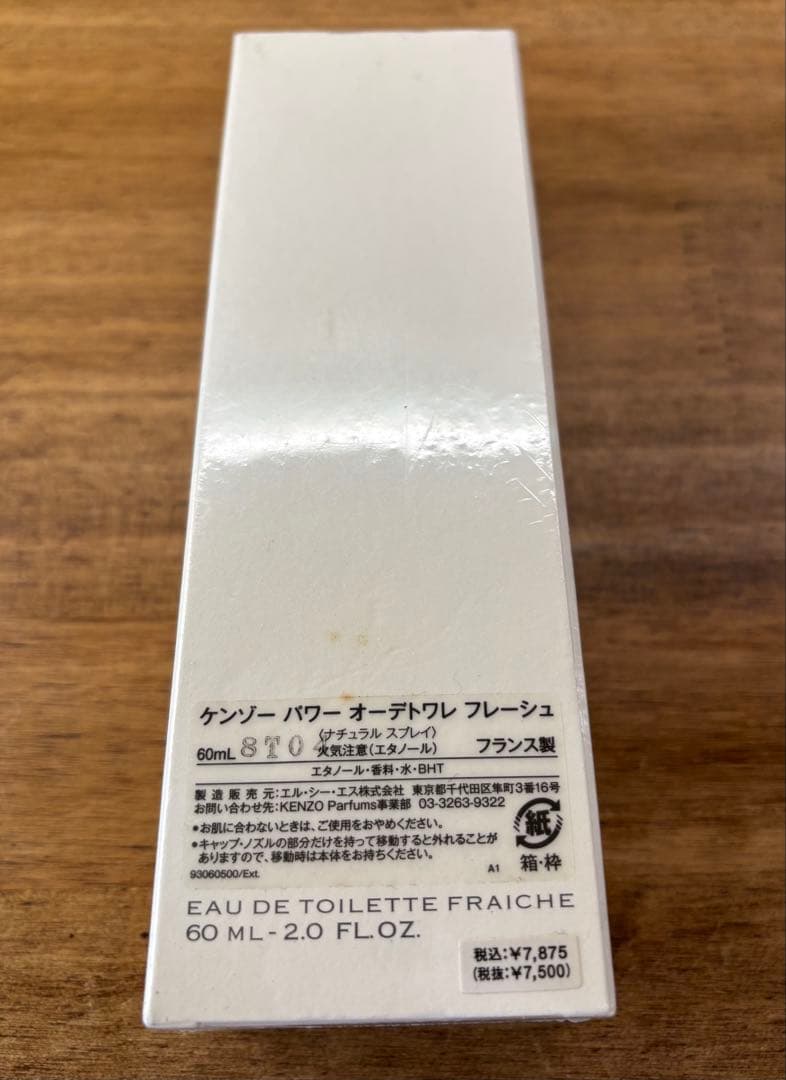 ケンゾー パワー オーデトワレ フレーシュ
〈ナチュラル スプレイ〉
60mL 8T04 火気注意(エタノール) フランス製
エタノール・香料・水・BHT
製造販売元:エル・シー・エス株式会社 東京都千代田区隼町3番16号
お問い合わせ先:KENZO Parfums事業部 03-3263-9322
*お肌に合わないときは、ご使用をおやめください。
*キャップ・ノズルの部分だけを持って移動すると外れることが
ありますので、移動時は本体をお持ちください。
93060500/Ext.
A1
紙
箱・枠
EAU DE TOILETTE FRAICHE
60 ML - 2.0 FL.OZ.
税込:¥7,875
(税抜:¥7,500)